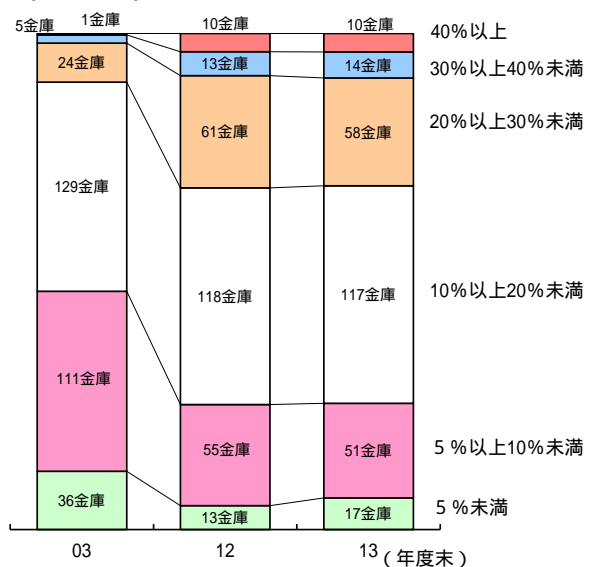 5金庫 1金庫 10金庫 10金庫 40%以上
24金庫 13金庫 14金庫 30%以上40%未満
61金庫 58金庫 20%以上30%未満
129金庫
118金庫 117金庫 10%以上20%未満
111金庫
55金庫 51金庫 5%以上10%未満
36金庫 13金庫 17金庫 5%未満
03 12 13 (年度末)